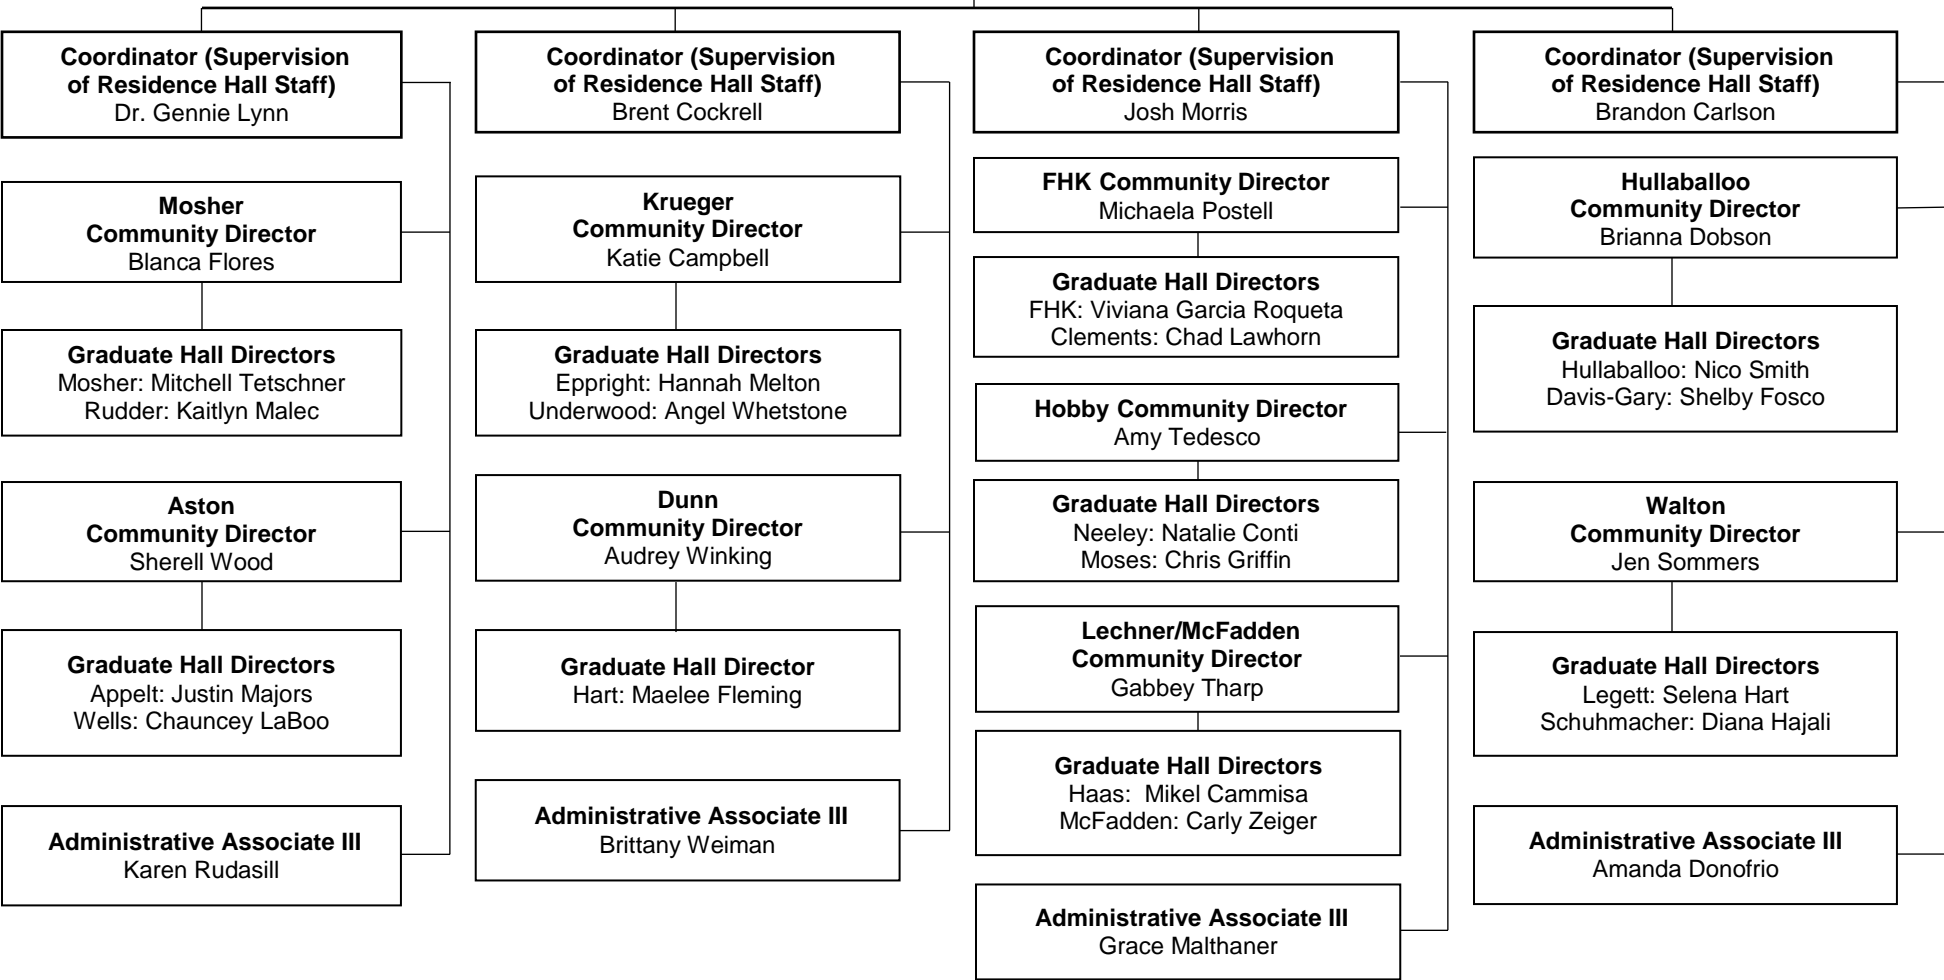 Coordinator (Supervision
of Residence Hall Staff)
Dr. Gennie Lynn
Mosher
Community Director
Blanca Flores
Graduate Hall Directors
Mosher: Mitchell Tetschner
Rudder: Kaitlyn Malec
Aston
Community Director
Sherell Wood
Graduate Hall Directors
Appelt: Justin Majors
Wells: Chauncey LaBoo
Administrative Associate III
Karen Rudasill
Coordinator (Supervision
of Residence Hall Staff)
Brent Cockrell
Krueger
Community Director
Katie Campbell
Graduate Hall Directors
Eppright: Hannah Melton
Underwood: Angel Whetstone
Dunn
Community Director
Audrey Winking
Graduate Hall Director
Hart: Maelee Fleming
Administrative Associate III
Brittany Weiman
Coordinator (Supervision
of Residence Hall Staff)
Josh Morris
FHK Community Director
Michaela Postell
Graduate Hall Directors
FHK: Viviana Garcia Roqueta
Clements: Chad Lawhorn
Hobby Community Director
Amy Tedesco
Graduate Hall Directors
Neeley: Natalie Conti
Moses: Chris Griffin
Lechner/McFadden
Community Director
Gabbey Tharp
Graduate Hall Directors
Haas:  Mikel Cammisa
McFadden: Carly Zeiger
Administrative Associate III
Grace Malthaner
Coordinator (Supervision
of Residence Hall Staff)
Brandon Carlson
Hullaballoo
Community Director
Brianna Dobson
Graduate Hall Directors
Hullaballoo: Nico Smith
Davis-Gary: Shelby Fosco
Walton
Community Director
Jen Sommers
Graduate Hall Directors
Legett: Selena Hart
Schuhmacher: Diana Hajali
Administrative Associate III
Amanda Donofrio